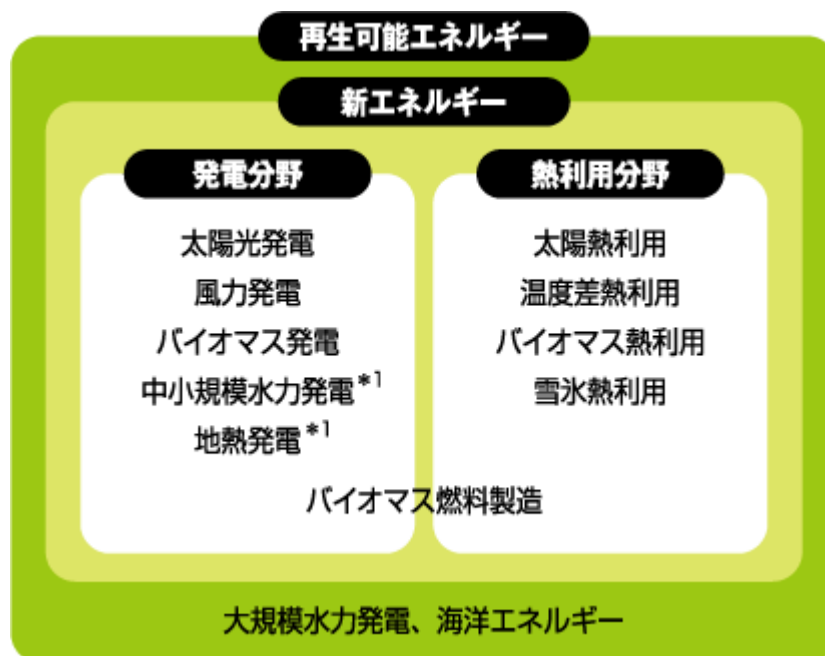 再生可能エネルギー
新エネルギー
発電分野
太陽光発電
風力発電
バイオマス発電
中小規模水力発電*1
地熱発電*1
熱利用分野
太陽熱利用
温度差熱利用
バイオマス熱利用
雪氷熱利用
バイオマス燃料製造
大規模水力発電、海洋エネルギー